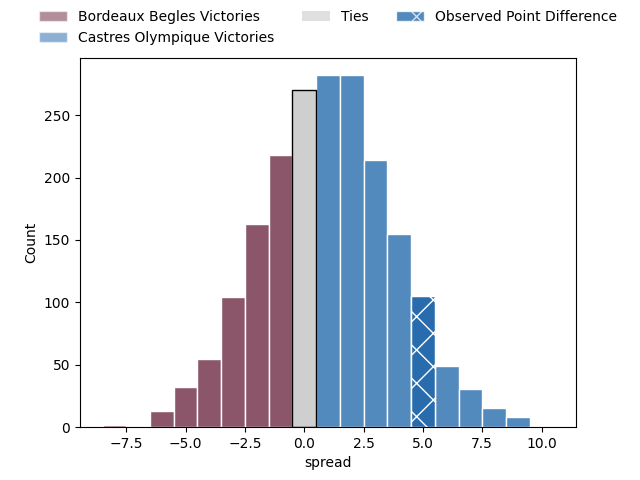 Bordeaux Begles Victories
Ties
Observed Point Difference
Castres Olympique Victories
250
200
150
100
50
0
Count
−7.5 −5.0 −2.5 0.0 2.5 5.0 7.5 10.0
spread